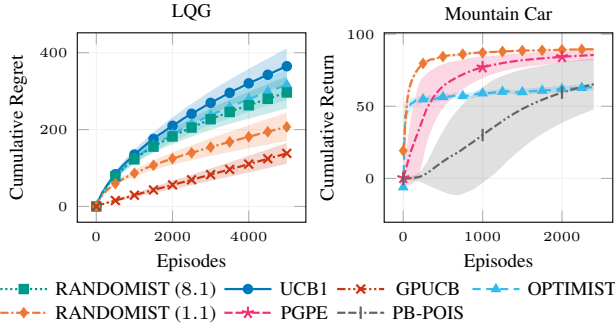 LQG
Mountain Car
Cumulative Regret
400
200
0
0 2000 4000
Episodes
Cumulative Return
100
50
0
0 1000 2000
Episodes
RANDOMIST (8.1) UCB1 GPUCB OPTIMIST
RANDOMIST (1.1) PGPE PB-POIS